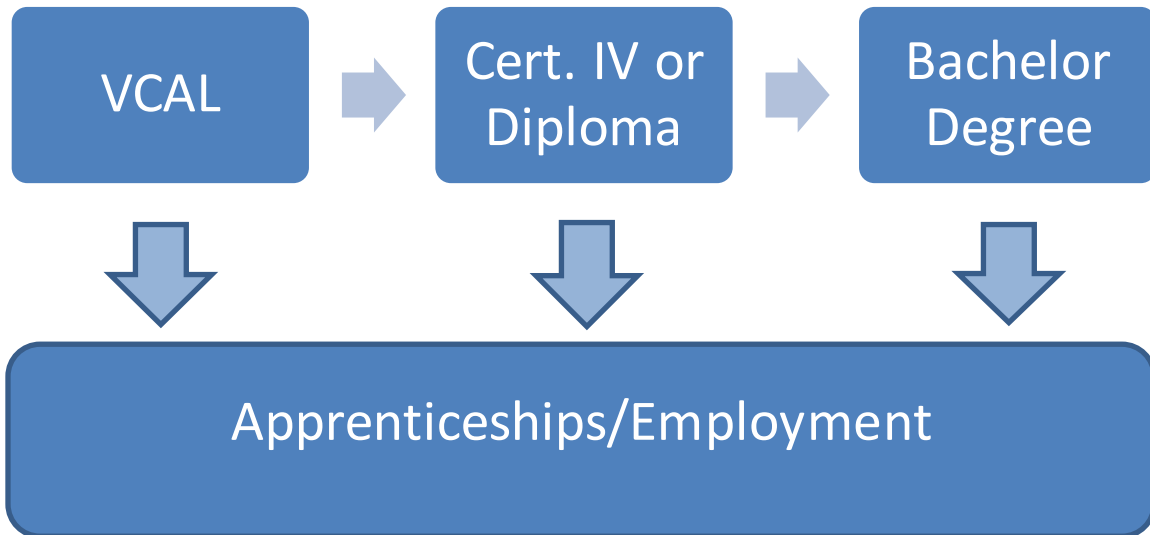 VCAL
Cert. IV or
Diploma
Bachelor
Degree
Apprenticeships/Employment